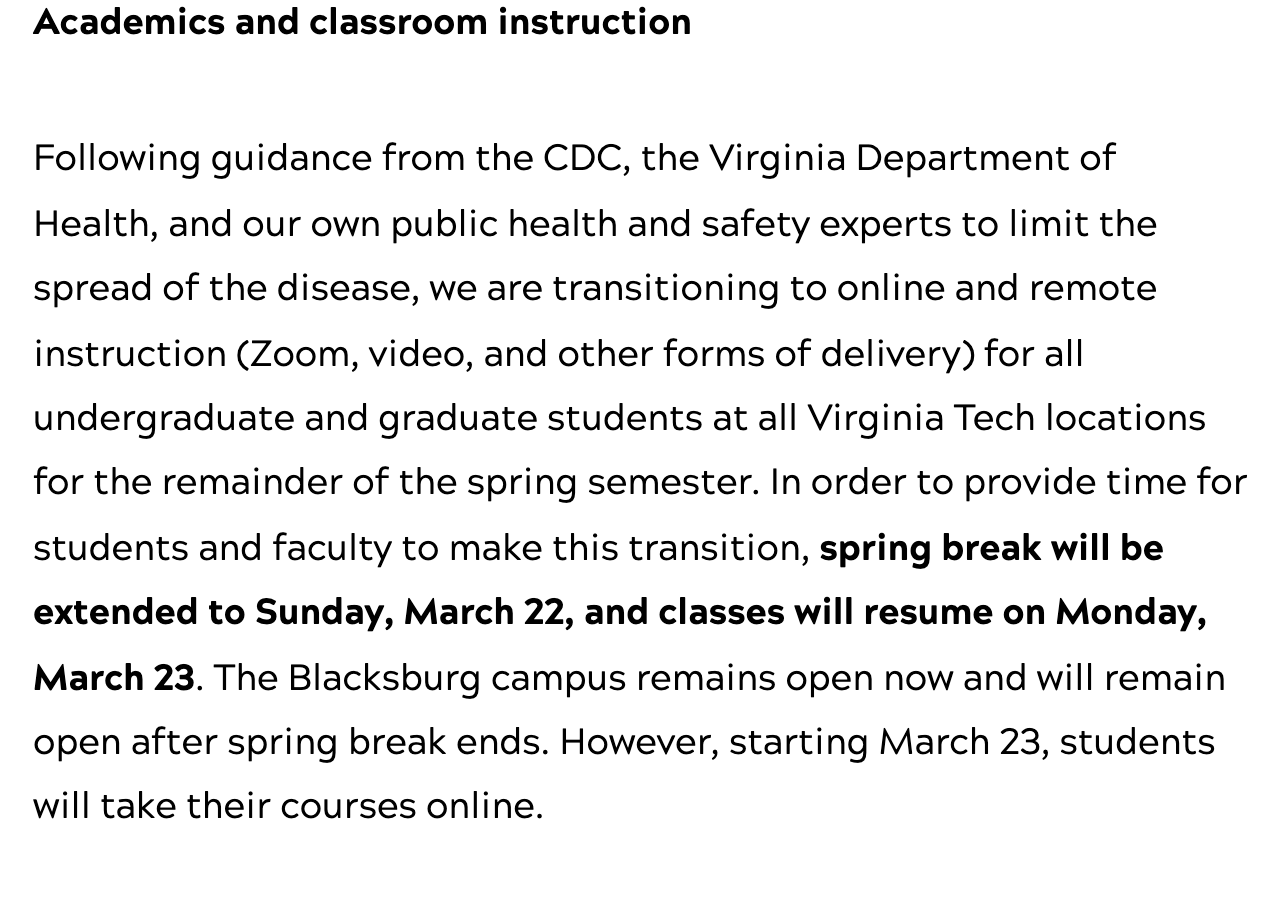 Academics and classroom instruction
Following guidance from the CDC, the Virginia Department of
Health, and our own public health and safety experts to limit the
spread of the disease, we are transitioning to online and remote
instruction (Zoom, video, and other forms of delivery) for all
undergraduate and graduate students at all Virginia Tech locations
for the remainder of the spring semester. In order to provide time for
students and faculty to make this transition, spring break will be
extended to Sunday, March 22, and classes will resume on Monday,
March 23. The Blacksburg campus remains open now and will remain
open after spring break ends. However, starting March 23, students
will take their courses online.